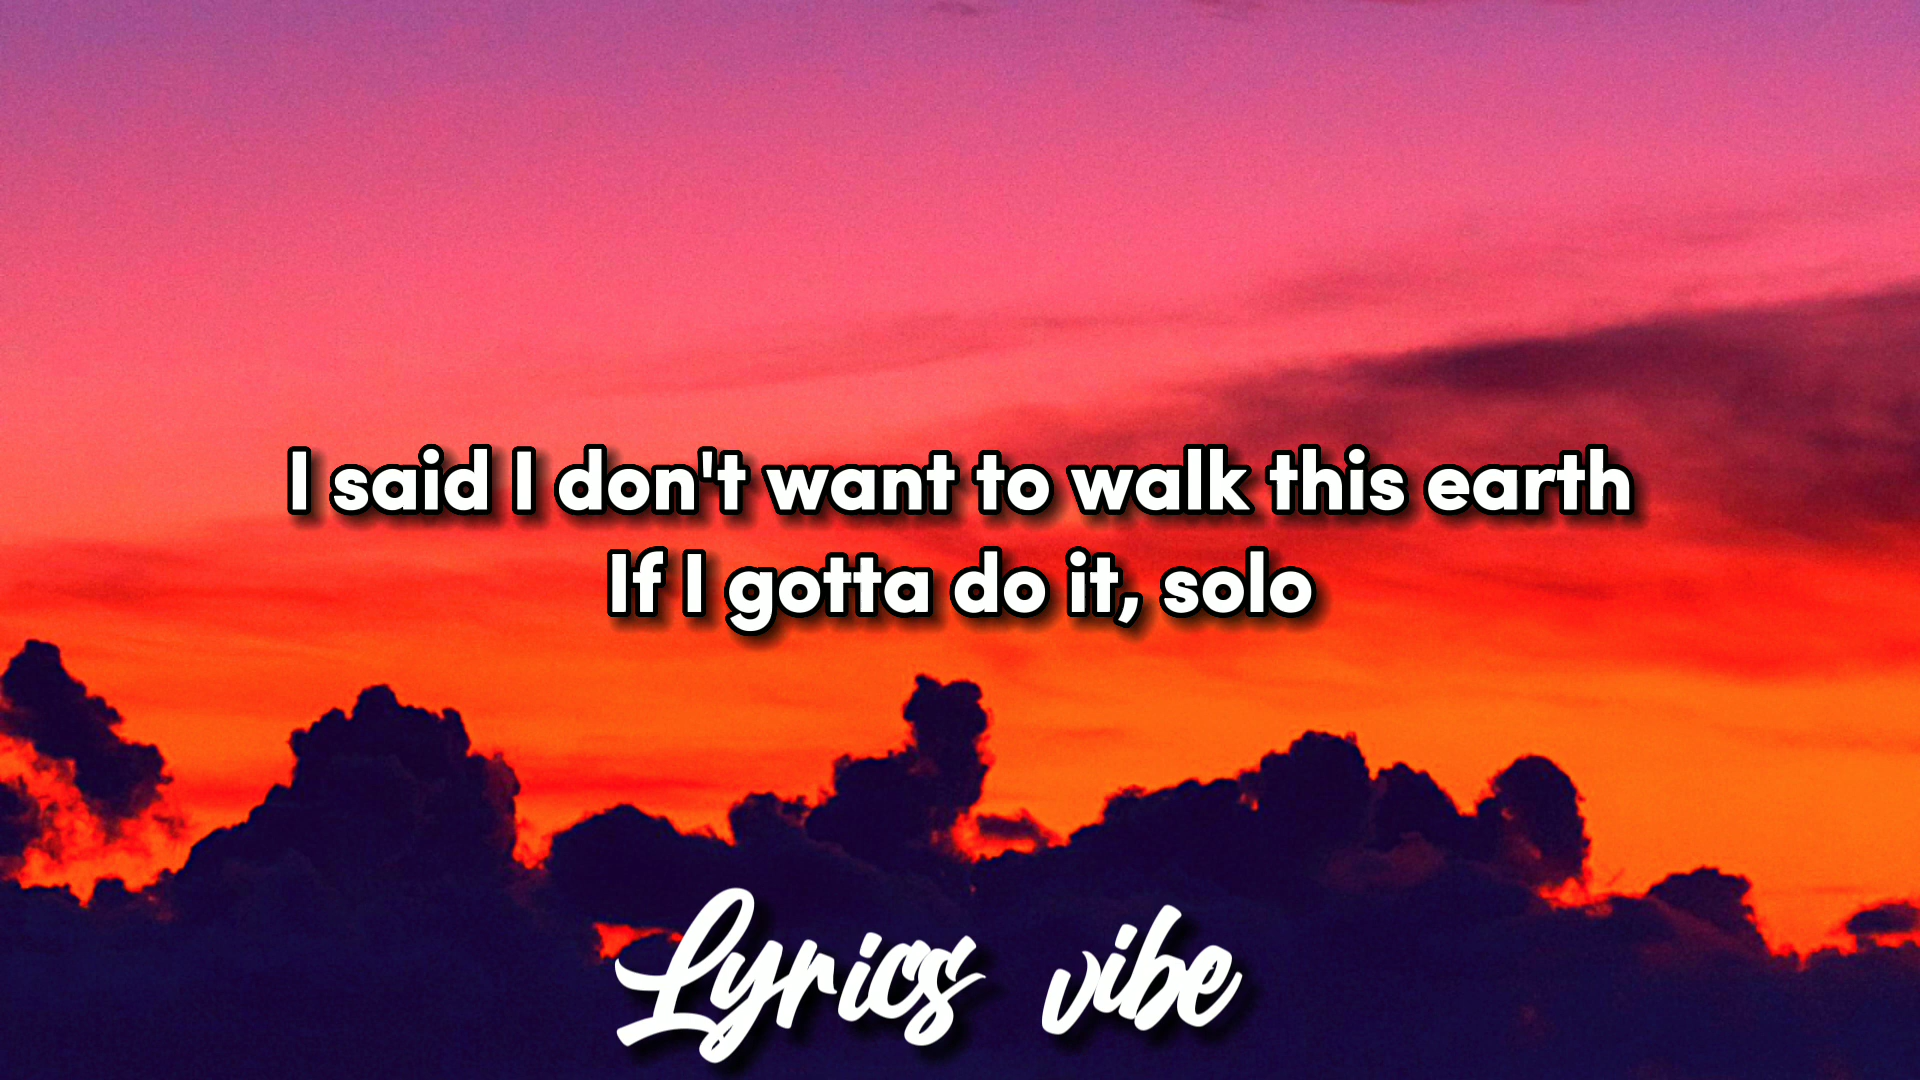 I said I don't want to walk this earth
If I gotta do it, solo
Lyrics vibe